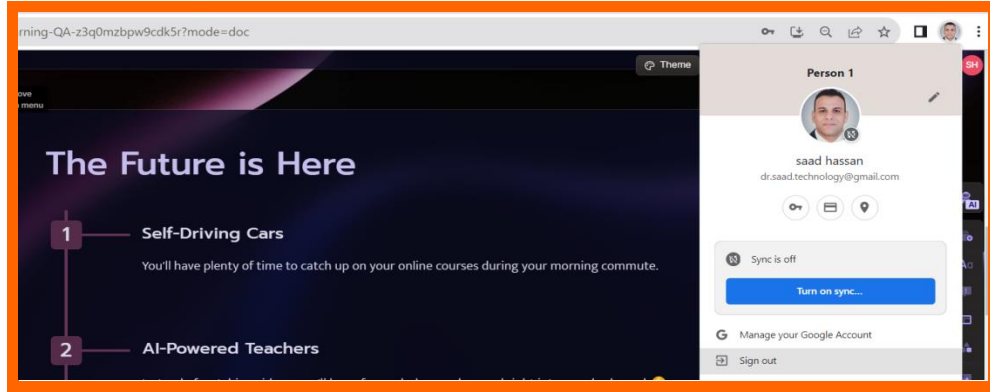 rning-QA-z3q0mzbpw9cdk5r?mode=doc
Theme
Person 1
SH
ove
menu
saad hassan
dr.saad.technology@gmail.com
The Future is Here
AI
1 Self-Driving Cars
You'll have plenty of time to catch up on your online courses during your morning commute.
Sync is off
Turn on sync...
Manage your Google Account
2 AI-Powered Teachers
Sign out